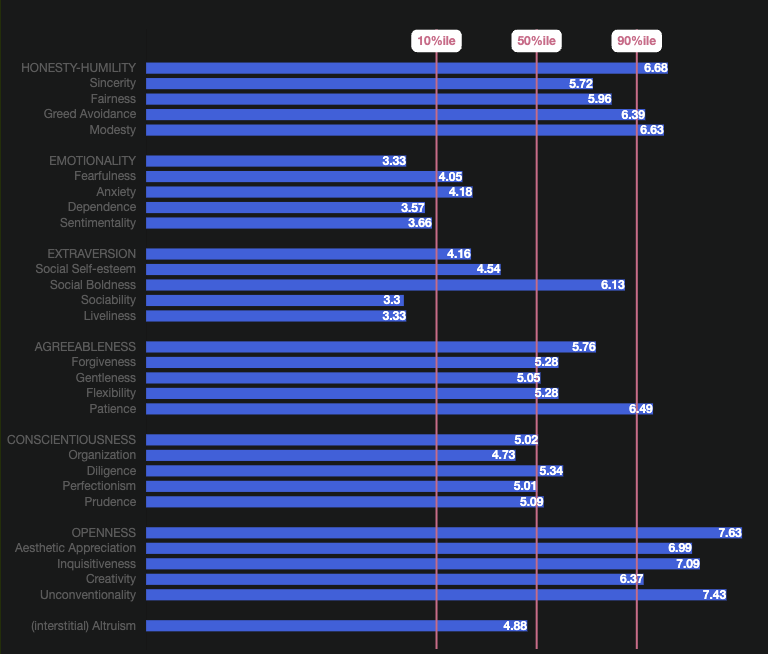 10%ile 50%ile 90%ile
HONESTY-HUMILITY 6.68
Sincerity 5.72
Fairness 5.96
Greed Avoidance 6.39
Modesty 6.63
EMOTIONALITY 3.33
Fearfulness 4.05
Anxiety 4.18
Dependence 3.57
Sentimentality 3.66
EXTRAVERSION 4.16
Social Self-esteem 4.54
Social Boldness 6.13
Sociability 3.3
Liveliness 3.33
AGREEABLENESS 5.76
Forgiveness 5.28
Gentleness 5.05
Flexibility 5.28
Patience 6.49
CONSCIENTIOUSNESS 5.02
Organization 4.73
Diligence 5.34
Perfectionism 5.01
Prudence 5.09
OPENNESS 7.63
Aesthetic Appreciation 6.99
Inquisitiveness 7.09
Creativity 6.37
Unconventionality 7.43
(interstitial) Altruism 4.88